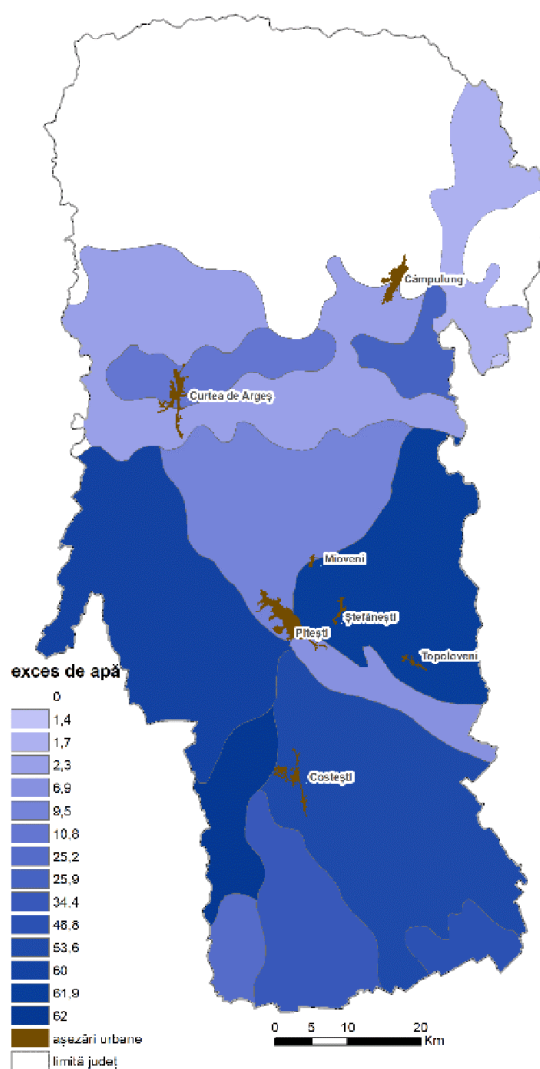 Câmpulung
Curtea de Argeș
Mioveni
Ștefănești
Pitești
Topoloveni
Costești
exces de apă
0
1,4
1,7
2,3
6,9
9,5
10,8
25,2
25,9
34,4
48,8
53,6
60
61,9
62
așezări urbane
limită județ
0 5 10 20
Km